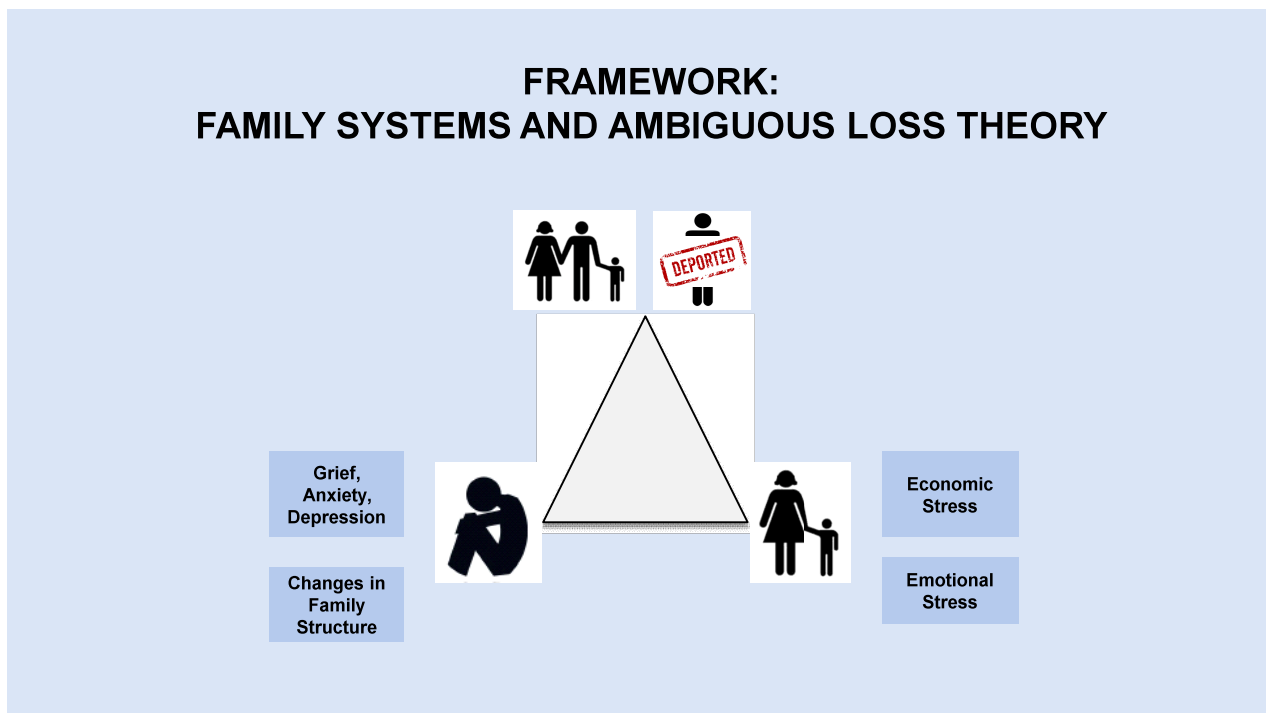 FRAMEWORK:
FAMILY SYSTEMS AND AMBIGUOUS LOSS THEORY
DEPORTED
Grief,
Anxiety,
Depression
Changes in
Family
Structure
Economic
Stress
Emotional
Stress